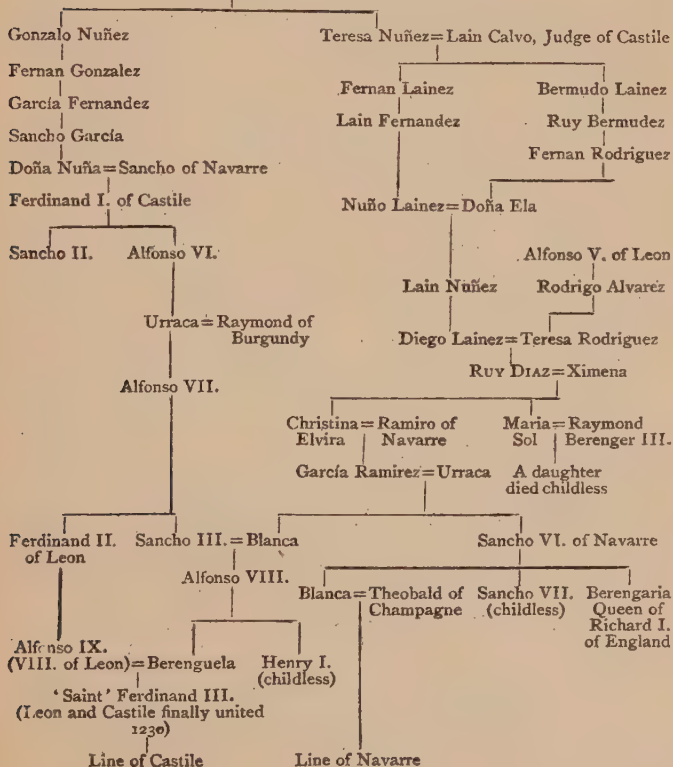 Gonzalo Nuñez
Teresa Nuñez = Lain Calvo, Judge of Castile
Fernan Gonzalez
Fernan Lainez
Bermudo Lainez
García Fernandez
Lain Fernandez
Ruy Bermudez
Sancho García
Fernan Rodriguez
Doña Nuña = Sancho of Navarre
Ferdinand I. of Castile
Nuño Lainez = Doña Ela
Sancho II.
Alfonso VI.
Alfonso V. of Leon
Lain Nuñez
Rodrigo Alvarez
Urraca = Raymond of
Burgundy
Diego Lainez = Teresa Rodriguez
RUY DIAZ = Ximena
Alfonso VII.
Christina = Ramiro of
Elvira Navarre
Maria = Raymond
Sol Berenger III.
García Ramirez = Urraca
A daughter
died childless
Ferdinand II.
of Leon
Sancho III. = Blanca
Sancho VI. of Navarre
Alfonso VIII.
Blanca = Theobald of
Champagne
Sancho VII.
(childless)
Berengaria
Queen of
Richard I.
of England
Alfonso IX.
(VIII. of Leon) = Berenguela
Henry I.
(childless)
‘Saint’ Ferdinand III.
(Leon and Castile finally united
1230)
Line of Castile
Line of Navarre